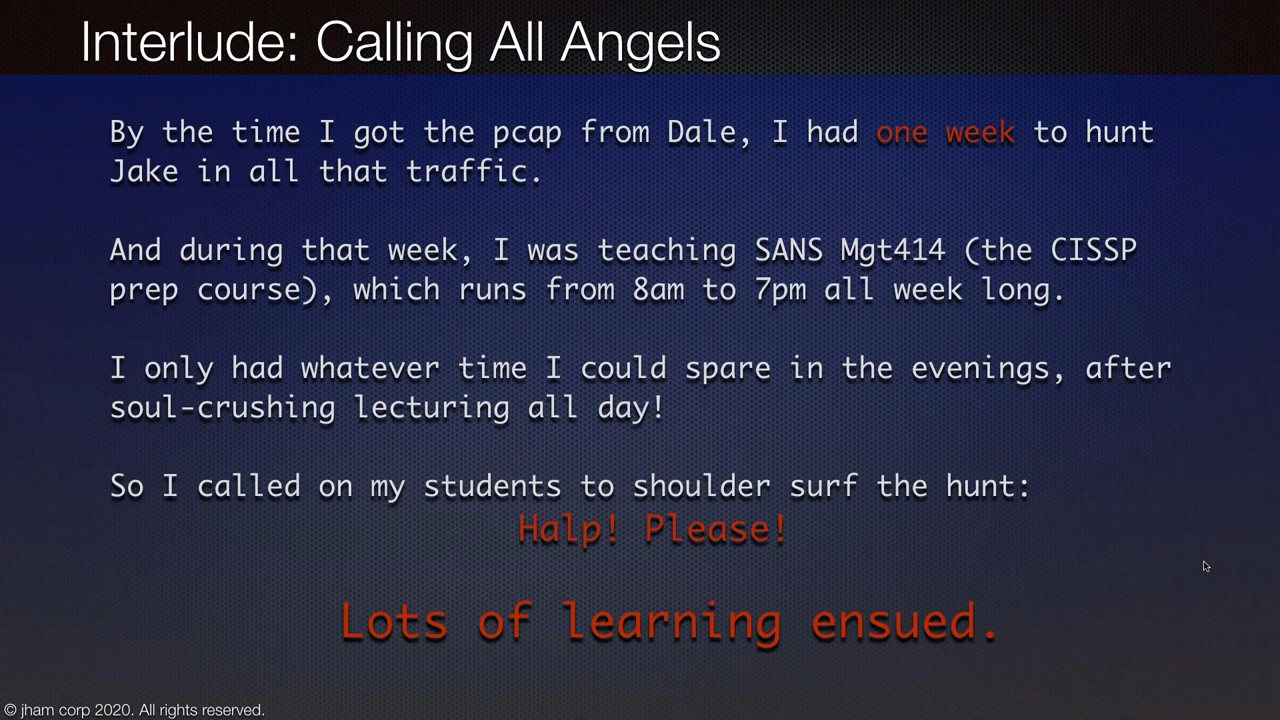 Interlude: Calling All Angels
By the time I got the pcap from Dale, I had one week to hunt
Jake in all that traffic.
And during that week, I was teaching SANS Mgt414 (the CISSP
prep course), which runs from 8am to 7pm all week long.
I only had whatever time I could spare in the evenings, after
soul-crushing lecturing all day!
So I called on my students to shoulder surf the hunt:
Halp! Please!
Lots of learning ensued.
© jham corp 2020. All rights reserved.